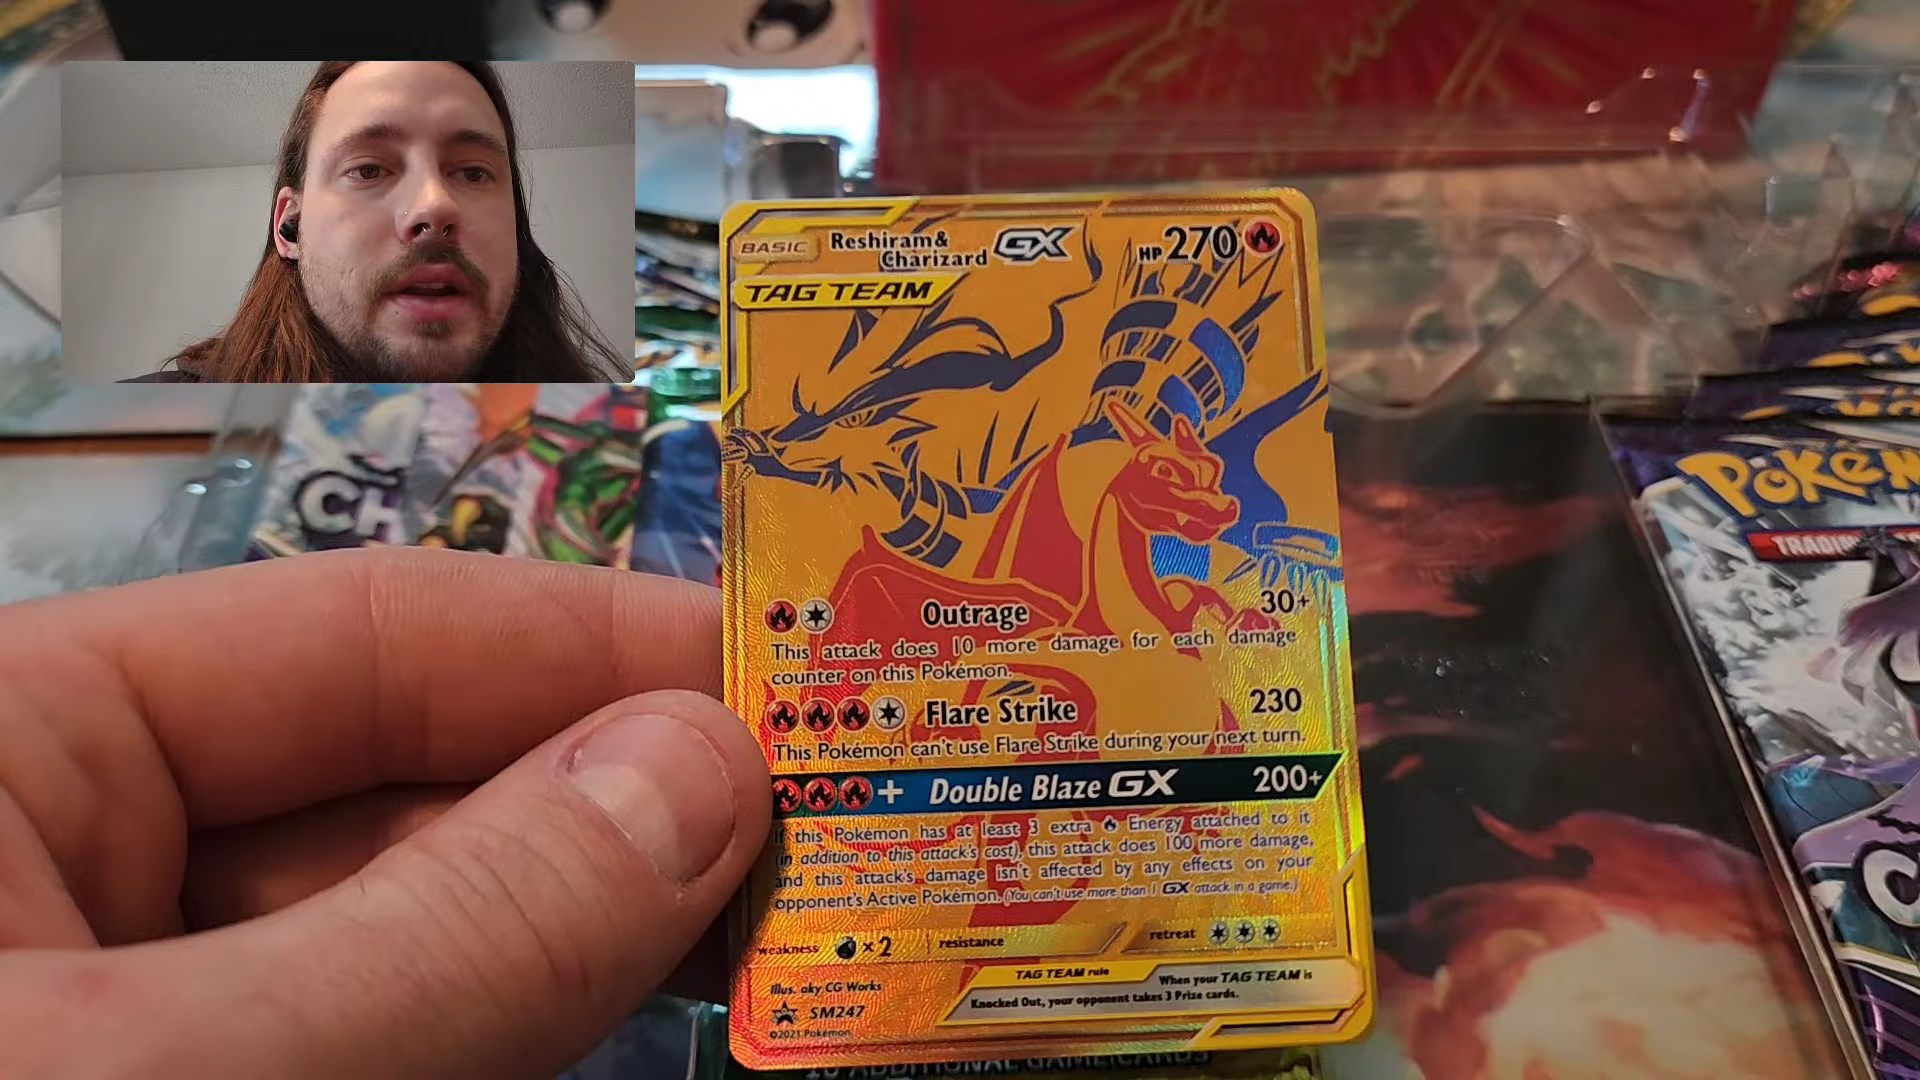 BASIC Reshiram& Charizard GX HP 270
TAG TEAM
Outrage 30+
This attack does 10 more damage for each damage
counter on this Pokémon.
Flare Strike 230
This Pokémon can't use Flare Strike during your next turn.
+ Double Blaze GX 200+
If this Pokémon has at least 3 extra Energy attached to it
(in addition to this attack's cost), this attack does 100 more damage,
and this attack's damage isn't affected by any effects on your
opponent's Active Pokémon. (You can't use more than 1 GX attack in a game.)
weakness ×2 resistance retreat
TAG TEAM rule When your TAG TEAM is
Knocked Out, your opponent takes 3 Prize cards.
Illus. aky CG Works
SM247
©2021 Pokémon
10 ADDITIONAL GAME CARDS
CH